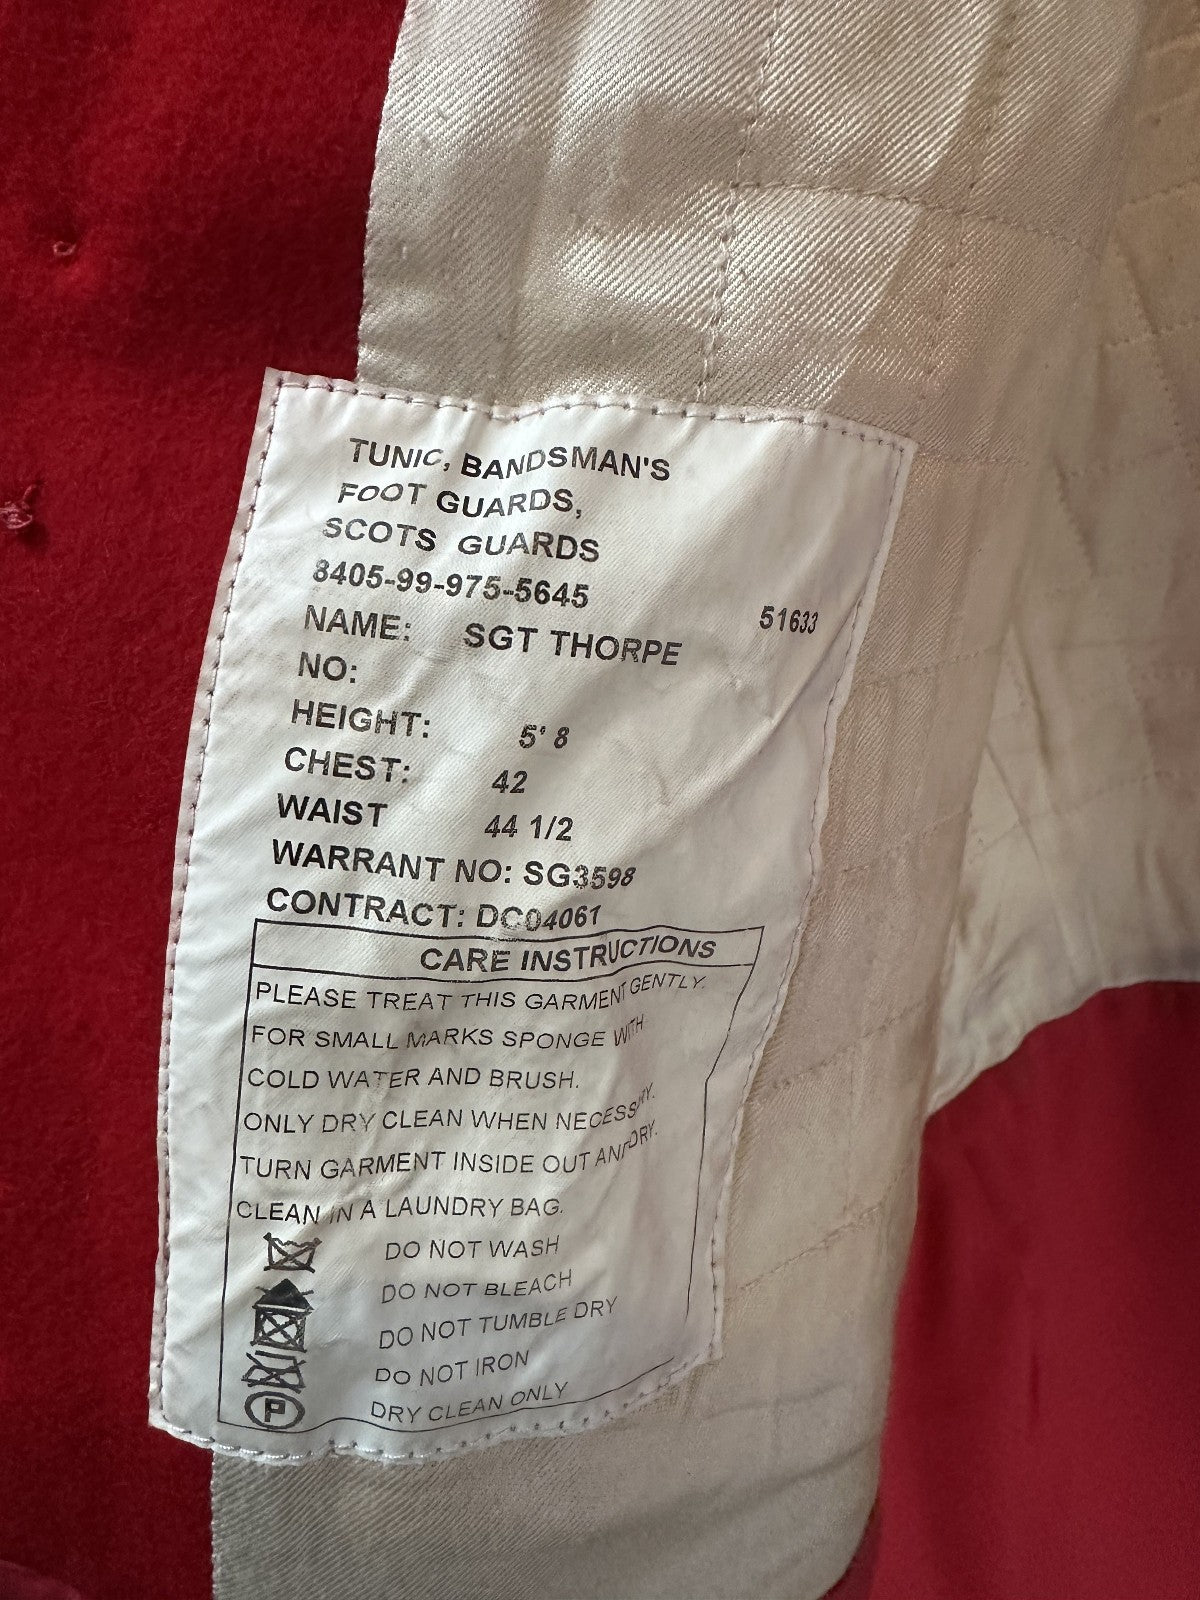 TUNIC, BANDSMAN'S
FOOT GUARDS,
SCOTS GUARDS
8405-99-975-5645
51633
NAME: SGT THORPE
NO:
HEIGHT: 5' 8
CHEST: 42
WAIST 44 1/2
WARRANT NO: SG3598
CONTRACT: DC04061
CARE INSTRUCTIONS
PLEASE TREAT THIS GARMENT GENTLY.
FOR SMALL MARKS SPONGE WITH
COLD WATER AND BRUSH.
ONLY DRY CLEAN WHEN NECESSARY.
TURN GARMENT INSIDE OUT AND DRY.
CLEAN IN A LAUNDRY BAG.
DO NOT WASH
DO NOT BLEACH
DO NOT TUMBLE DRY
DO NOT IRON
P DRY CLEAN ONLY